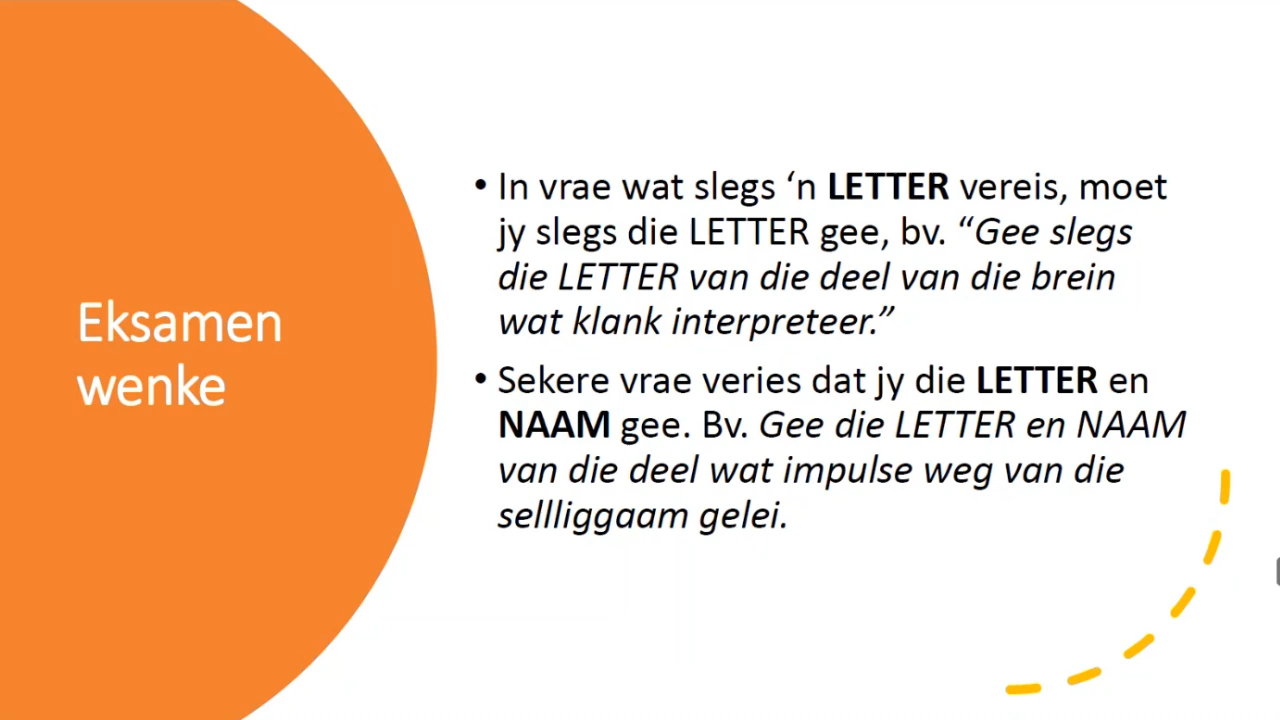 Eksamen
wenke
• In vrae wat slegs ‘n LETTER vereis, moet
jy slegs die LETTER gee, bv. “Gee slegs
die LETTER van die deel van die brein
wat klank interpreteer.”
• Sekere vrae veries dat jy die LETTER en
NAAM gee. Bv. Gee die LETTER en NAAM
van die deel wat impulse weg van die
sellliggaam gelei.